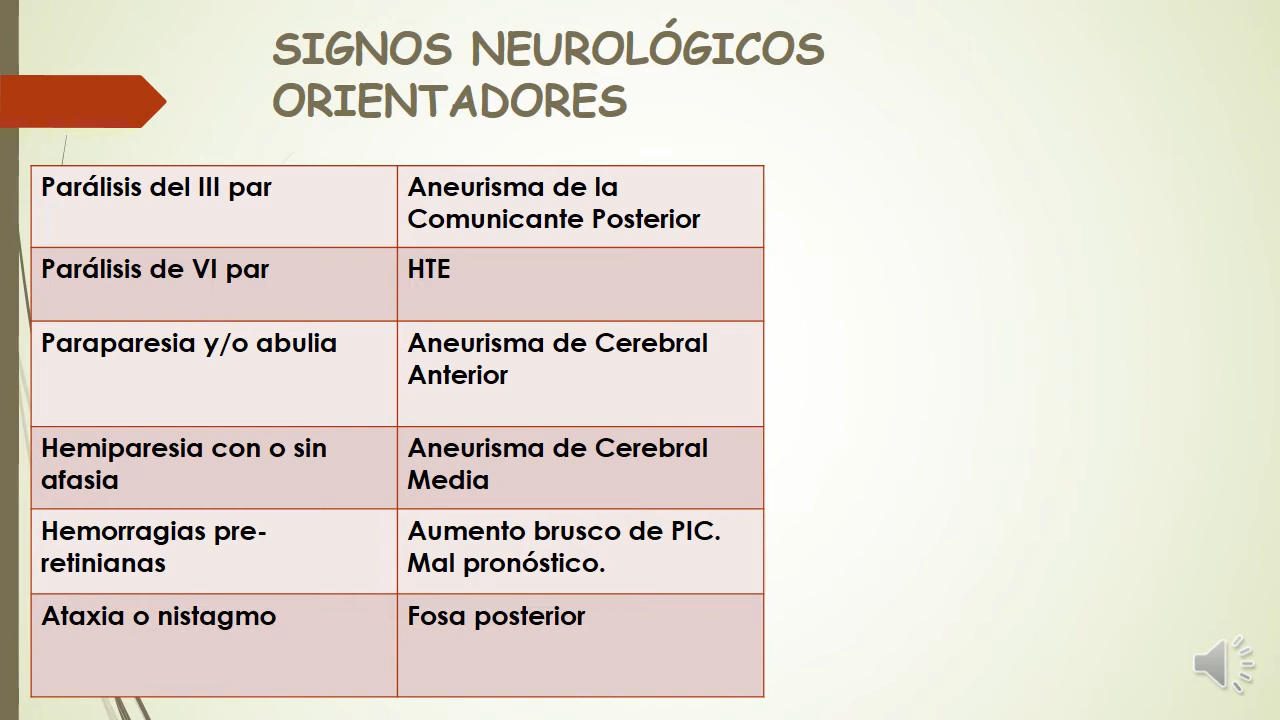 SIGNOS NEUROLÓGICOS
ORIENTADORES
Parálisis del III par
Aneurisma de la
Comunicante Posterior
Parálisis de VI par
HTE
Paraparesia y/o abulia
Aneurisma de Cerebral
Anterior
Hemiparesia con o sin
afasia
Aneurisma de Cerebral
Media
Hemorragias pre-
retinianas
Aumento brusco de PIC.
Mal pronóstico.
Ataxia o nistagmo
Fosa posterior